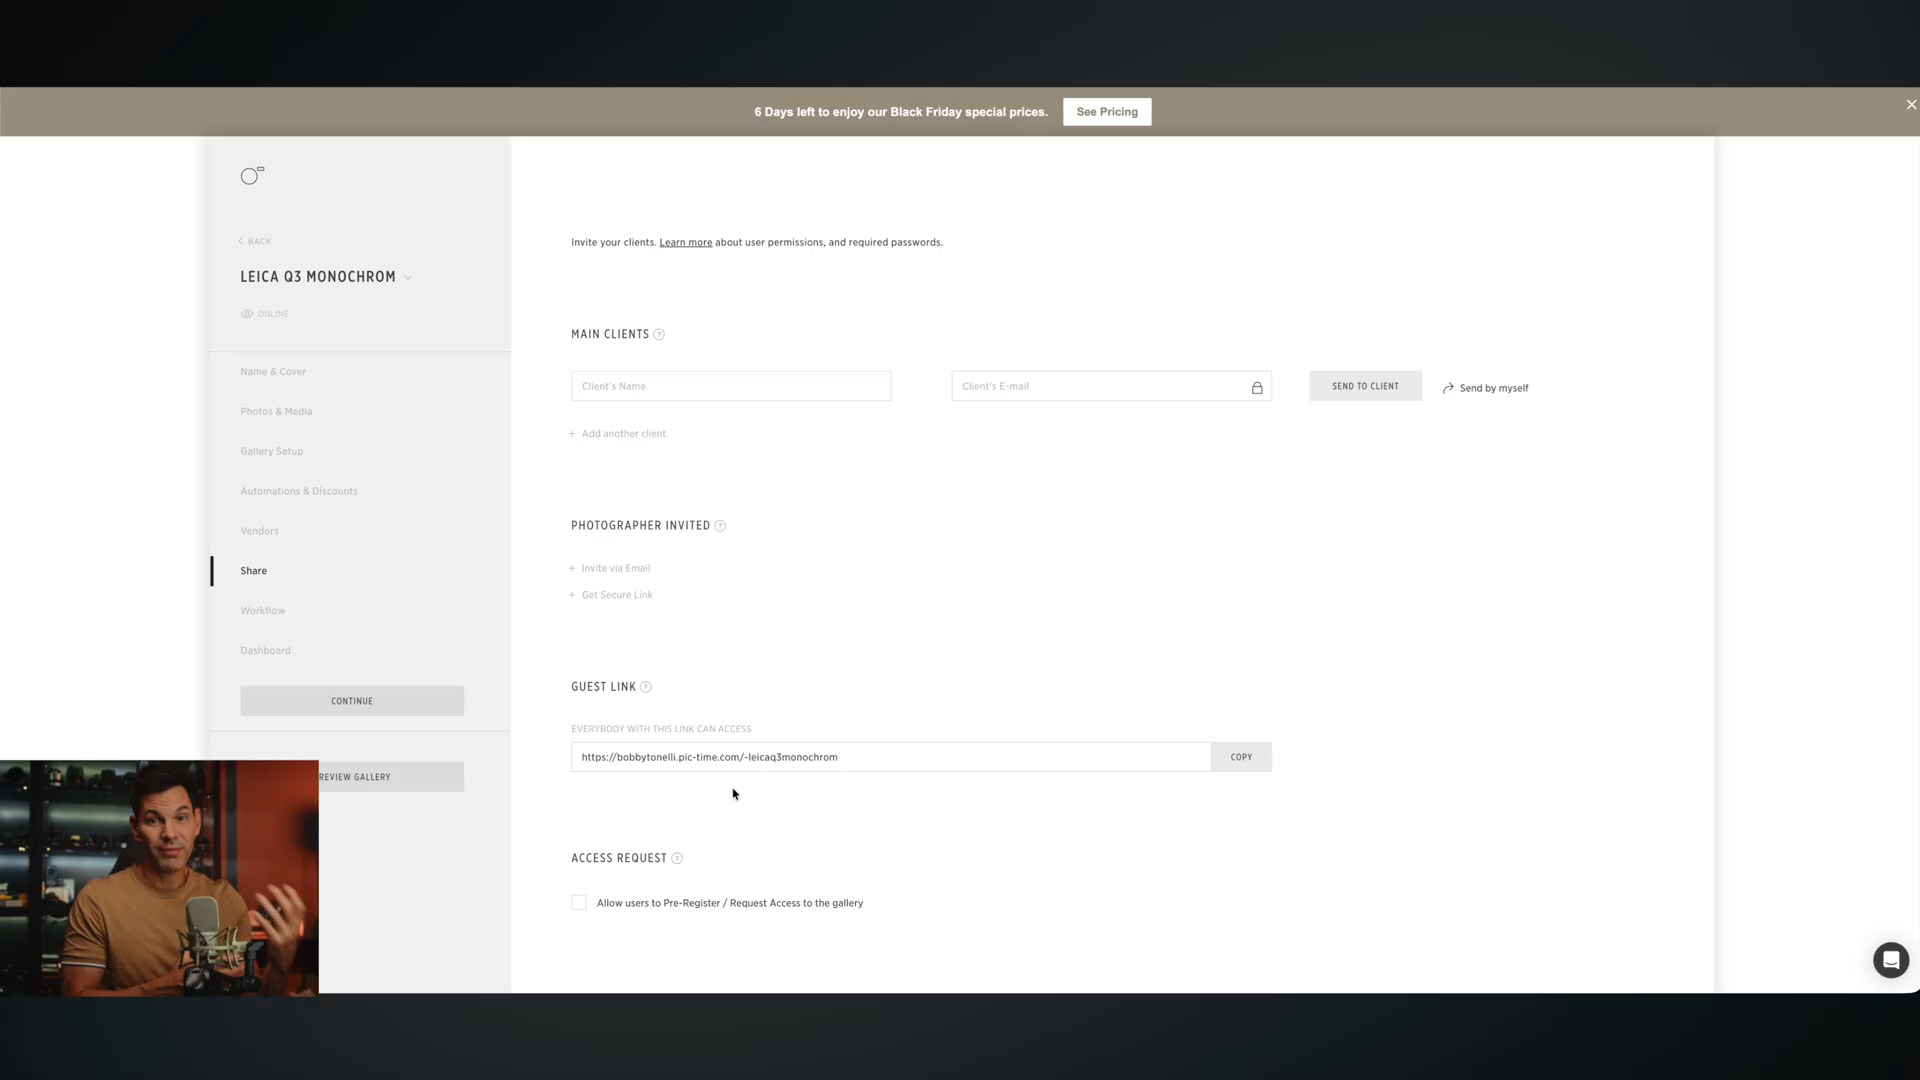 6 Days left to enjoy our Black Friday special prices. See Pricing
BACK
LEICA Q3 MONOCHROM
ONLINE
Name & Cover
Photos & Media
Gallery Setup
Automations & Discounts
Vendors
Share
Workflow
Dashboard
CONTINUE
REVIEW GALLERY
Invite your clients. Learn more about user permissions, and required passwords.
MAIN CLIENTS ?
Client's Name
Client's E-mail
SEND TO CLIENT
Send by myself
+ Add another client
PHOTOGRAPHER INVITED ?
+ Invite via Email
+ Get Secure Link
GUEST LINK ?
EVERYBODY WITH THIS LINK CAN ACCESS
https://bobbytonelli.pic-time.com/-leicaq3monochrom
COPY
ACCESS REQUEST ?
Allow users to Pre-Register / Request Access to the gallery